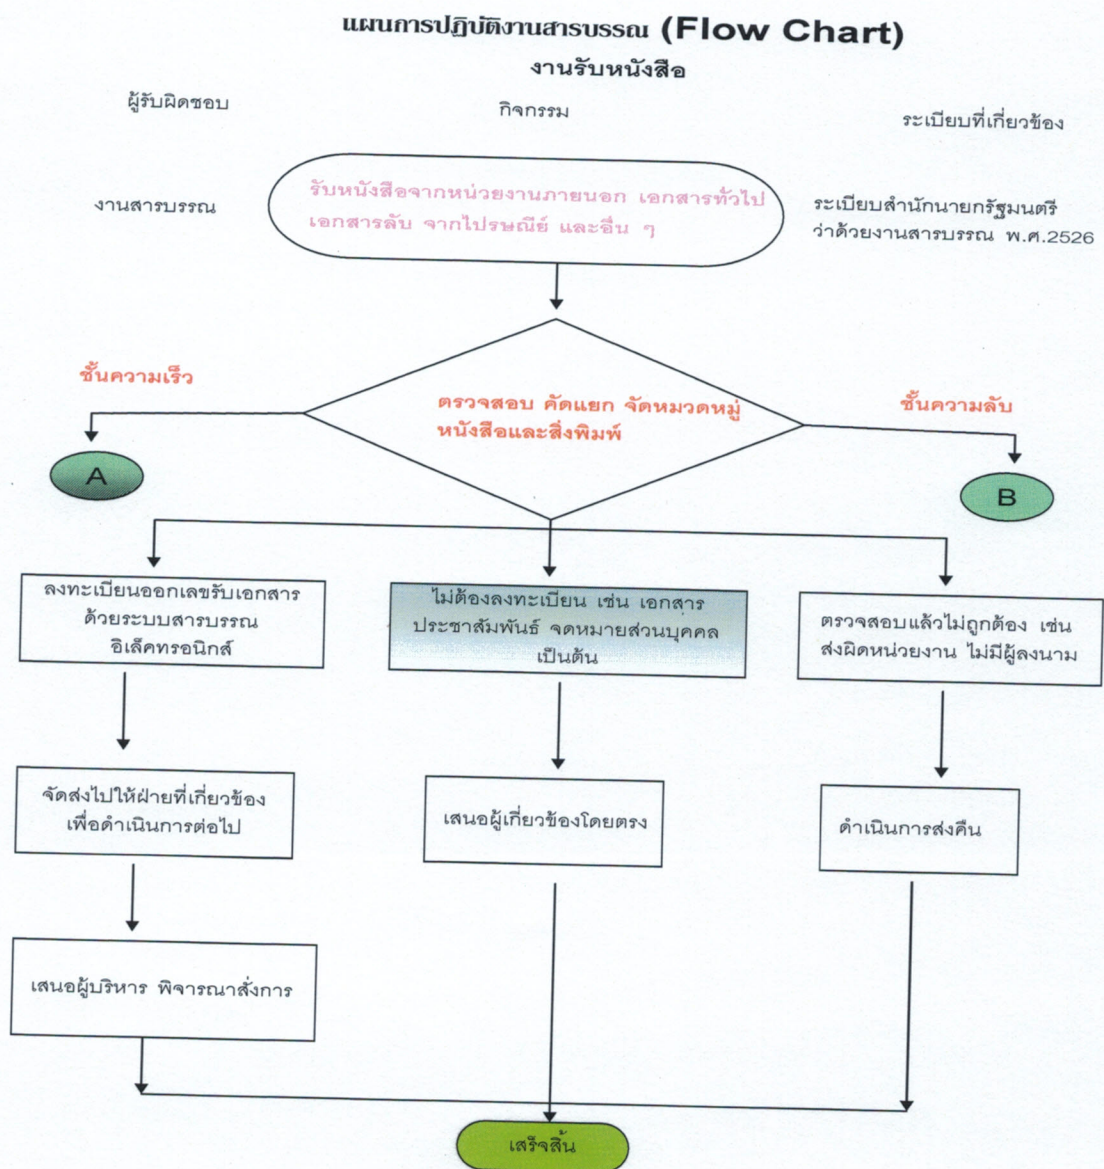 แผนการปฏิบัติงานสารบรรณ (Flow Chart)
งานรับหนังสือ
ผู้รับผิดชอบ
กิจกรรม
ระเบียบที่เกี่ยวข้อง
งานสารบรรณ
รับหนังสือจากหน่วยงานภายนอก เอกสารทั่วไป
เอกสารลับ จากไปรษณีย์ และอื่น ๆ
ระเบียบสำนักนายกรัฐมนตรี
ว่าด้วยงานสารบรรณ พ.ศ.2526
ชั้นความเร็ว
ตรวจสอบ คัดแยก จัดหมวดหมู่
หนังสือและสิ่งพิมพ์
ชั้นความลับ
A
B
ลงทะเบียนออกเลขรับเอกสาร
ด้วยระบบสารบรรณ
อิเล็คทรอนิกส์
ไม่ต้องลงทะเบียน เช่น เอกสาร
ประชาสัมพันธ์ จดหมายส่วนบุคคล
เป็นต้น
ตรวจสอบแล้วไม่ถูกต้อง เช่น
ส่งผิดหน่วยงาน ไม่มีผู้ลงนาม
จัดส่งไปให้ฝ่ายที่เกี่ยวข้อง
เพื่อดำเนินการต่อไป
เสนอผู้เกี่ยวข้องโดยตรง
ดำเนินการส่งคืน
เสนอผู้บริหาร พิจารณาสั่งการ
เสร็จสิ้น